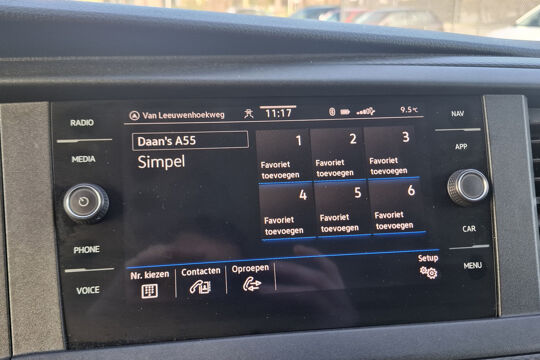 RADIO
MEDIA
PHONE
VOICE
Van Leeuwenhoekweg 11:17 9.5°C
Daan's A55
Simpel
1 2 3
Favoriet toevoegen Favoriet toevoegen Favoriet toevoegen
4 5 6
Favoriet toevoegen Favoriet toevoegen Favoriet toevoegen
Nr. kiezen Contacten Oproepen Setup
NAV
APP
CAR
MENU